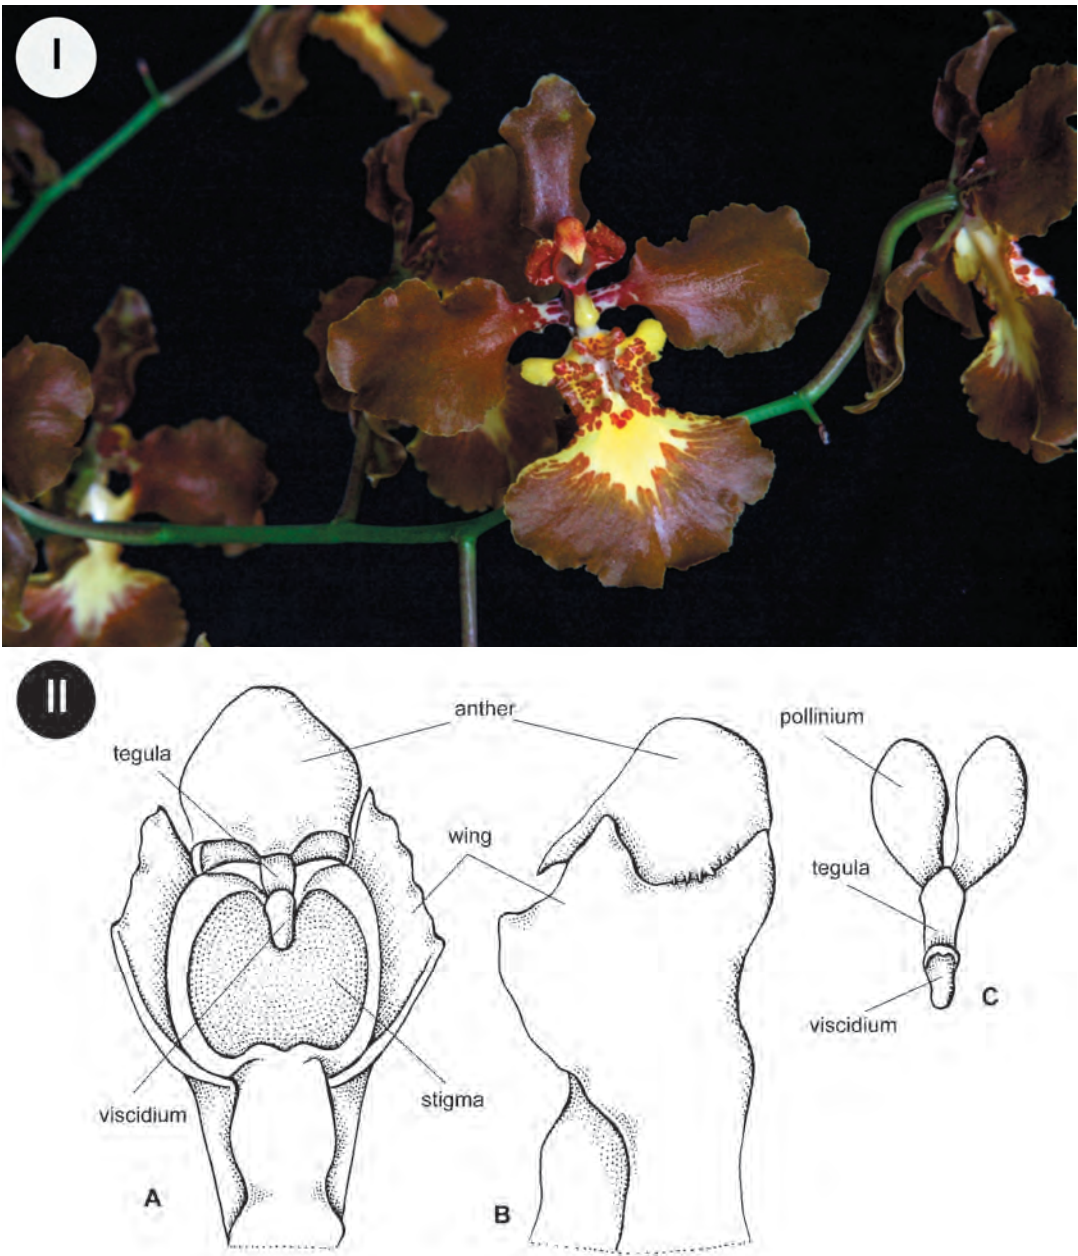 I
II
anther
pollinium
tegula
wing
tegula
viscidium
stigma
viscidium
A
B
C